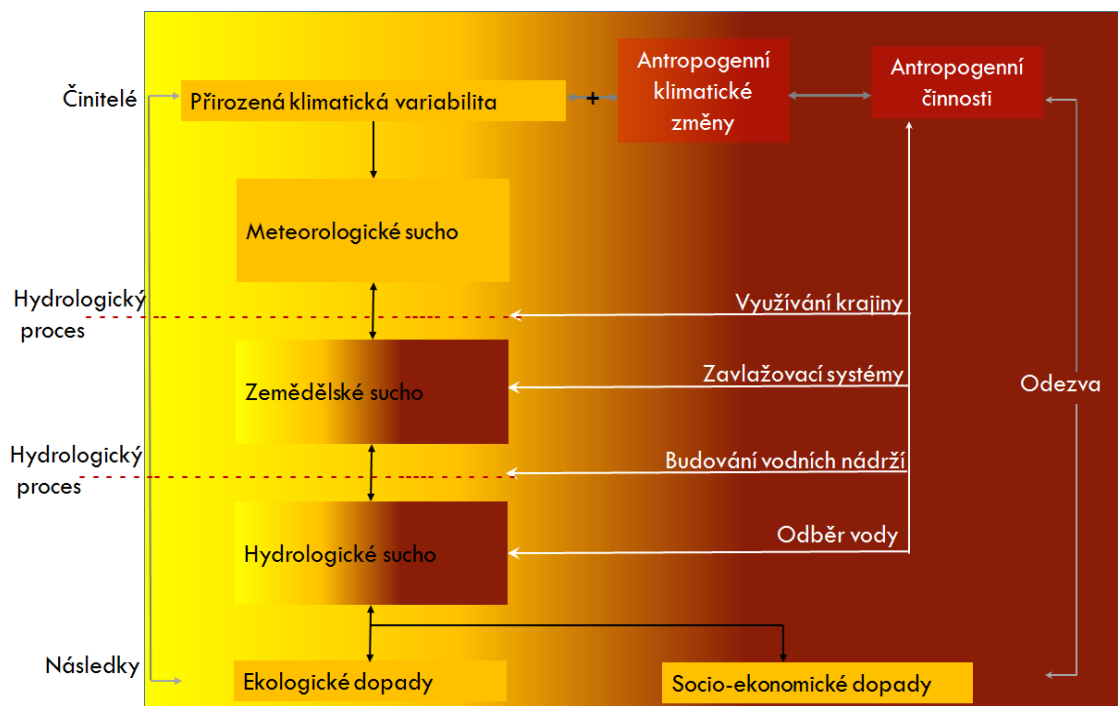 Činitelé
Přirozená klimatická variabilita
+
Antropogenní
klimatické
změny
Antropogenní
činnosti
Meteorologické sucho
Hydrologický
proces
Využívání krajiny
Zemědělské sucho
Zavlažovací systémy
Odezva
Hydrologický
proces
Budování vodních nádrží
Hydrologické sucho
Odběr vody
Následky
Ekologické dopady
Socio-ekonomické dopady